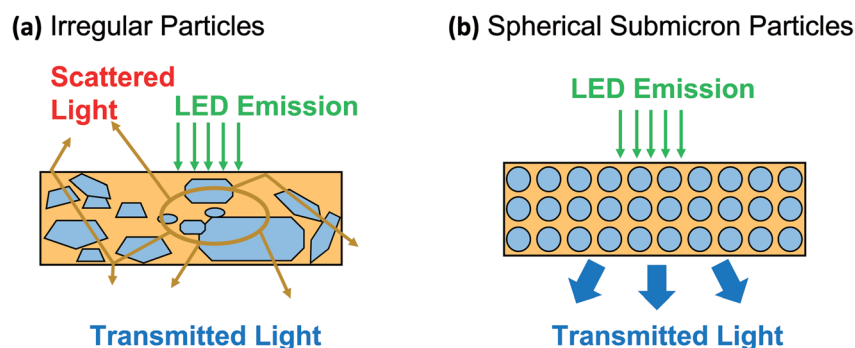 (a) Irregular Particles
Scattered
Light
LED Emission
Transmitted Light
(b) Spherical Submicron Particles
LED Emission
Transmitted Light